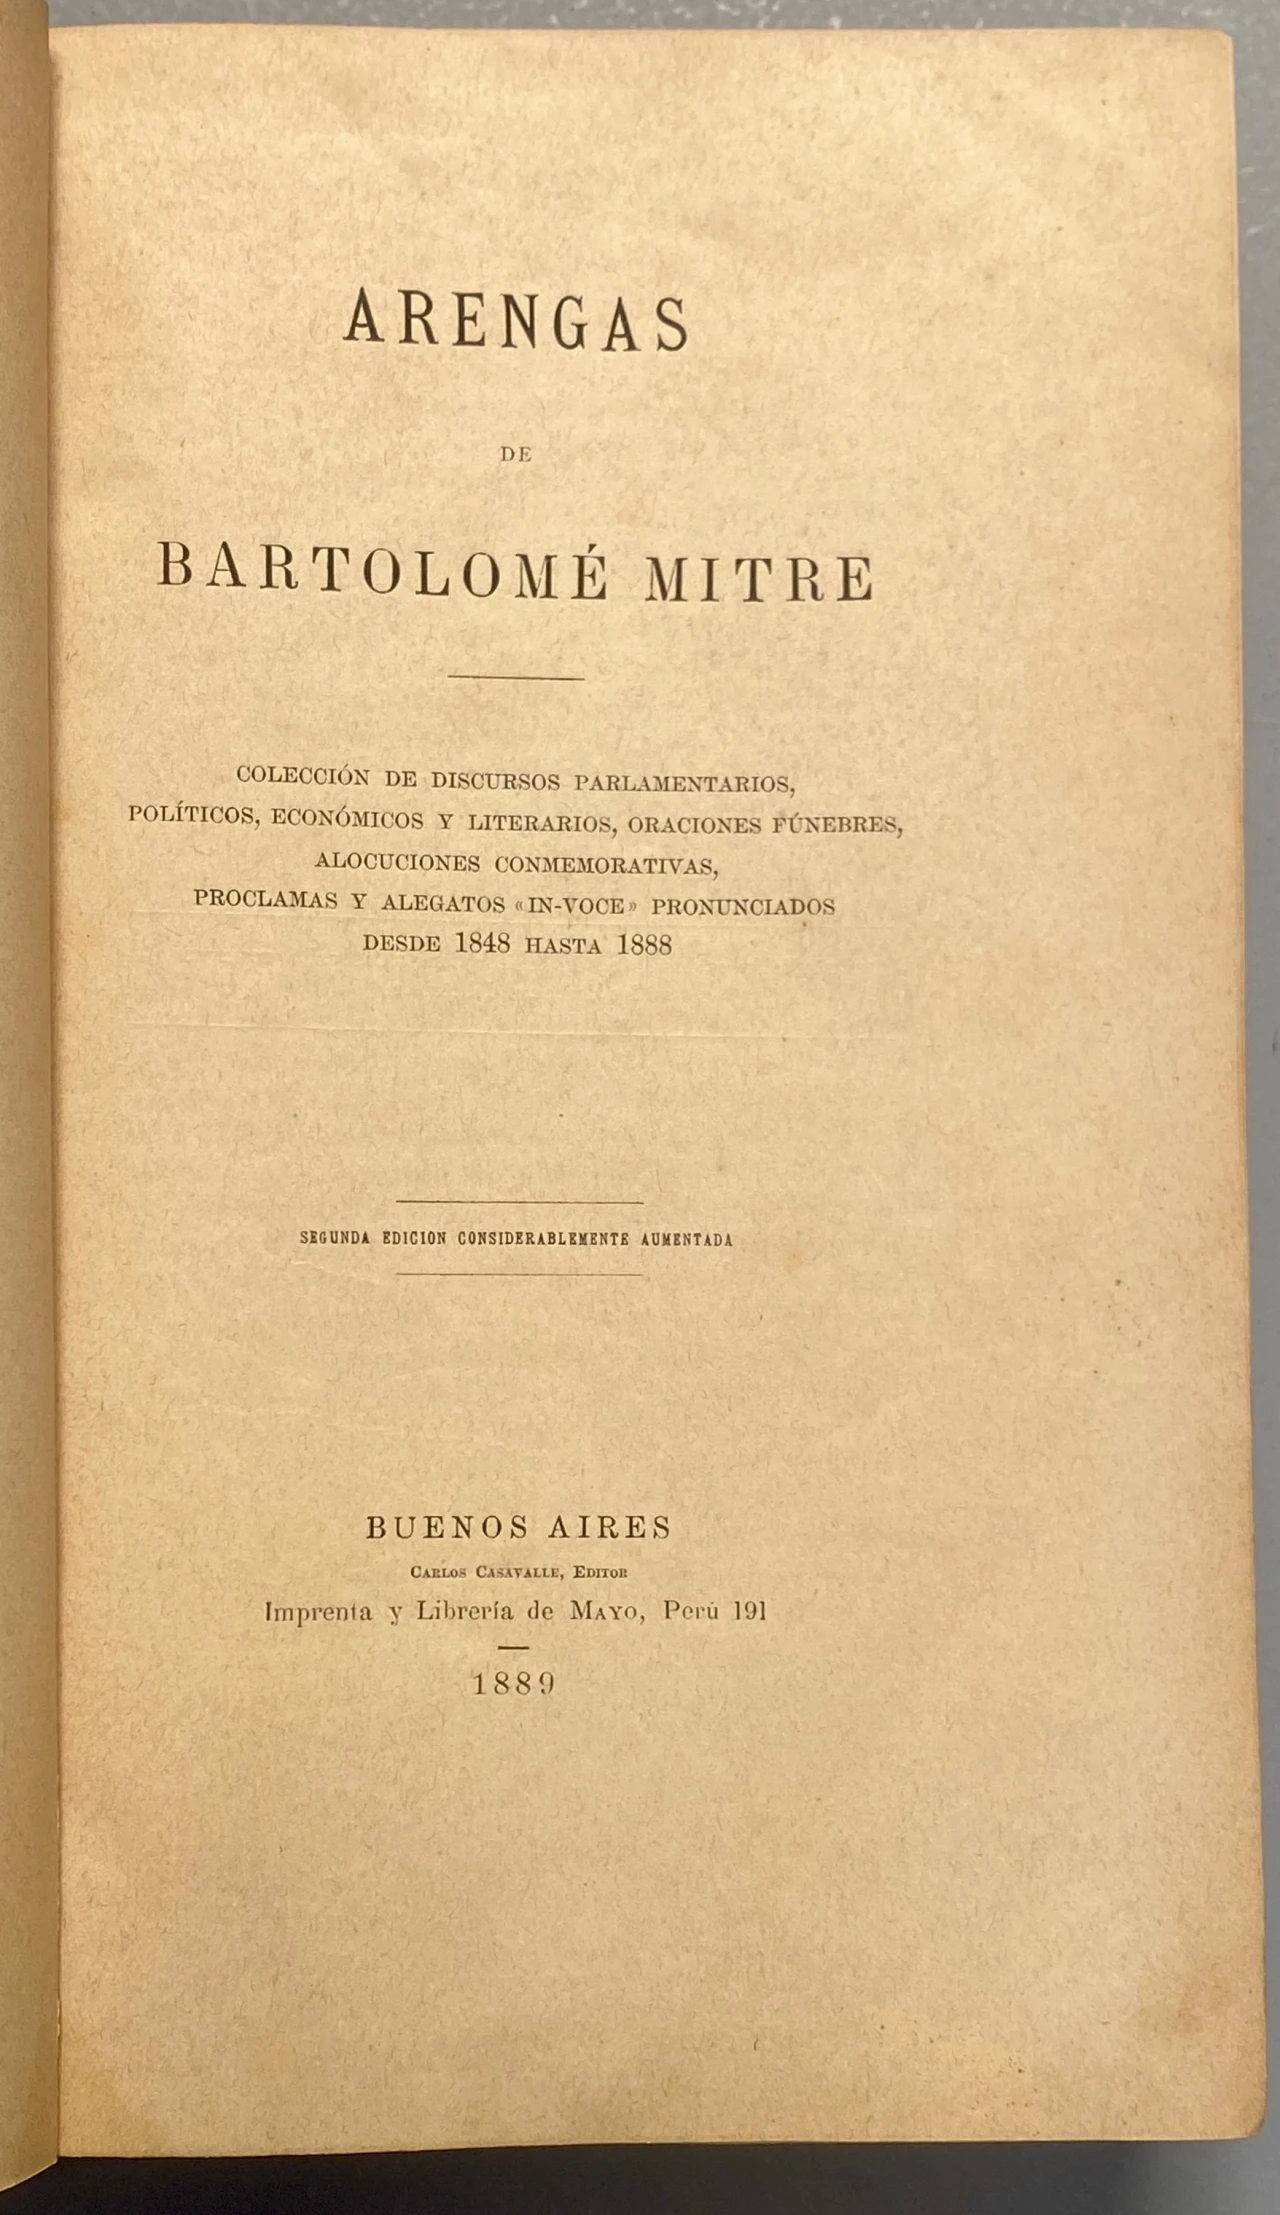 ARENGAS
DE
BARTOLOMÉ MITRE
COLECCIÓN DE DISCURSOS PARLAMENTARIOS,
POLÍTICOS, ECONÓMICOS Y LITERARIOS, ORACIONES FÚNEBRES,
ALOCUCIONES CONMEMORATIVAS,
PROCLAMAS Y ALEGATOS «IN-VOCE» PRONUNCIADOS
DESDE 1848 HASTA 1888
SEGUNDA EDICION CONSIDERABLEMENTE AUMENTADA
BUENOS AIRES
CARLOS CASAVALLE, EDITOR
Imprenta y Librería de MAYO, Perú 191
1889